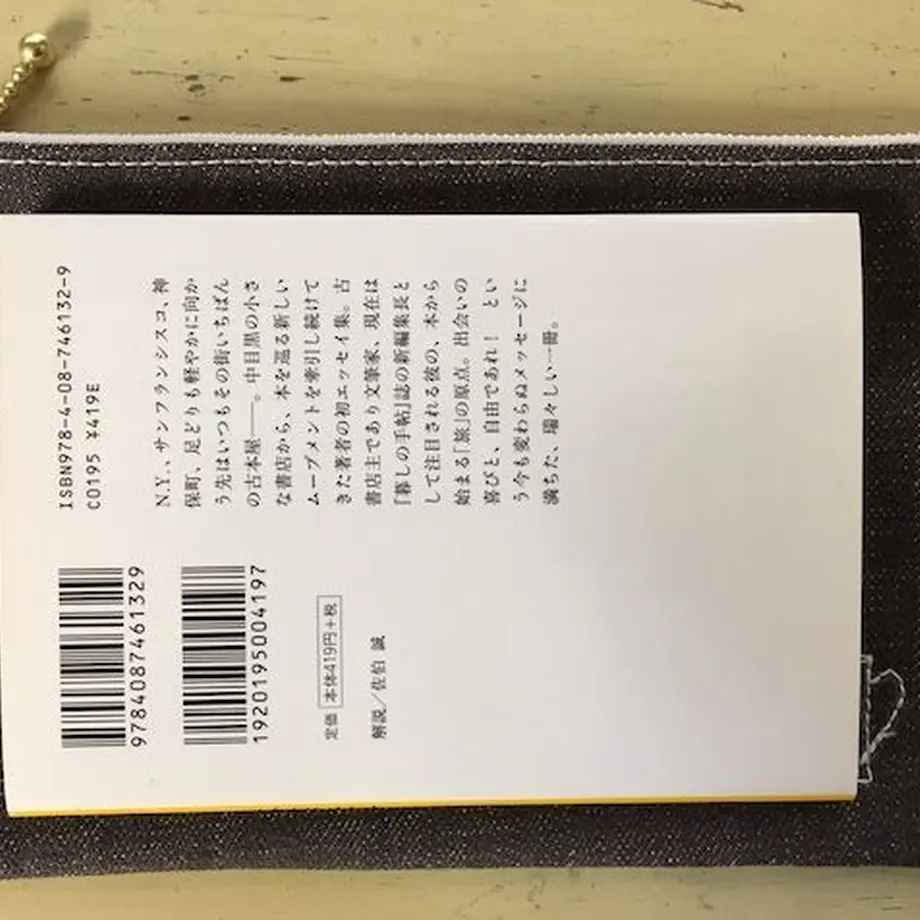 ISBN978-4-08-746132-9
C0195 ¥419E
N.Y.、サンフランシスコ、神
保町、足どりも軽やかに向か
う先はいつもその街いちばん
の古本屋――。中目黒の小さ
な書店から、本を巡る新しい
ムーブメントを牽引し続けて
きた著者の初エッセイ集。古
書店主であり文筆家、現在は
『暮しの手帖』誌の新編集長と
して注目される彼の、本から
始まる「旅」の原点。出会いの
喜びと、自由であれ！　とい
う今も変わらぬメッセージに
満ちた、瑞々しい一冊。
9784087461329
1920195004197
定価 本体419円+税
解説／佐伯 誠